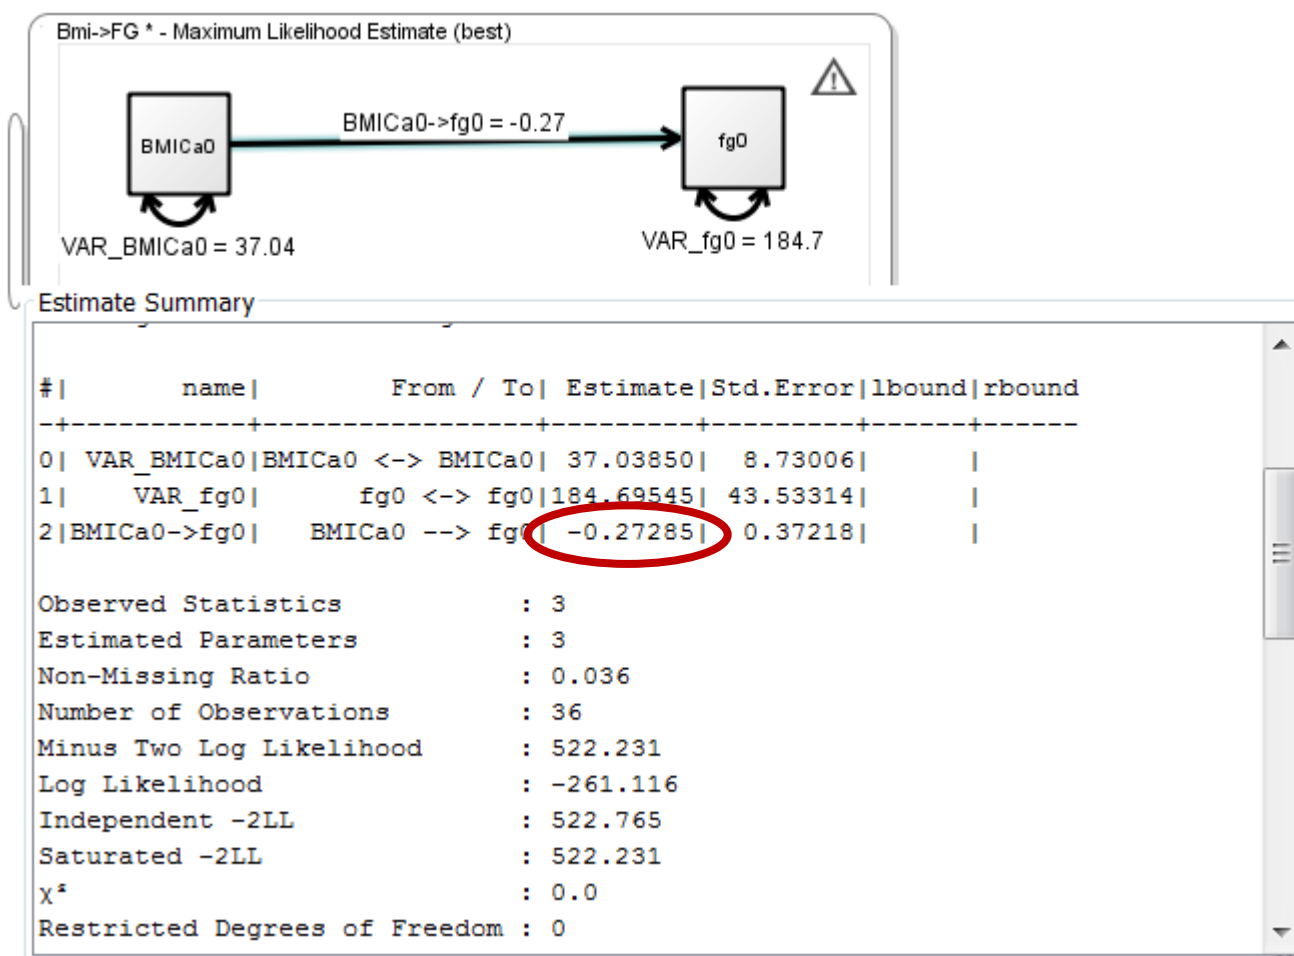 Bmi->FG * - Maximum Likelihood Estimate (best)
BMICa0->fg0 = -0.27
BMICa0
fg0
VAR_BMICa0 = 37.04
VAR_fg0 = 184.7
Estimate Summary
#|       name|        From / To| Estimate|Std.Error|lbound|rbound
-+-----------+-----------------+---------+---------+------+------
0| VAR_BMICa0|BMICa0 <-> BMICa0| 37.03850|  8.73006|      |
1|    VAR_fg0|      fg0 <-> fg0|184.69545| 43.53314|      |
2|BMICa0->fg0|   BMICa0 --> fg0| -0.27285|  0.37218|      |
Observed Statistics           : 3
Estimated Parameters          : 3
Non-Missing Ratio             : 0.036
Number of Observations        : 36
Minus Two Log Likelihood      : 522.231
Log Likelihood                : -261.116
Independent -2LL              : 522.765
Saturated -2LL                : 522.231
χ²                            : 0.0
Restricted Degrees of Freedom : 0